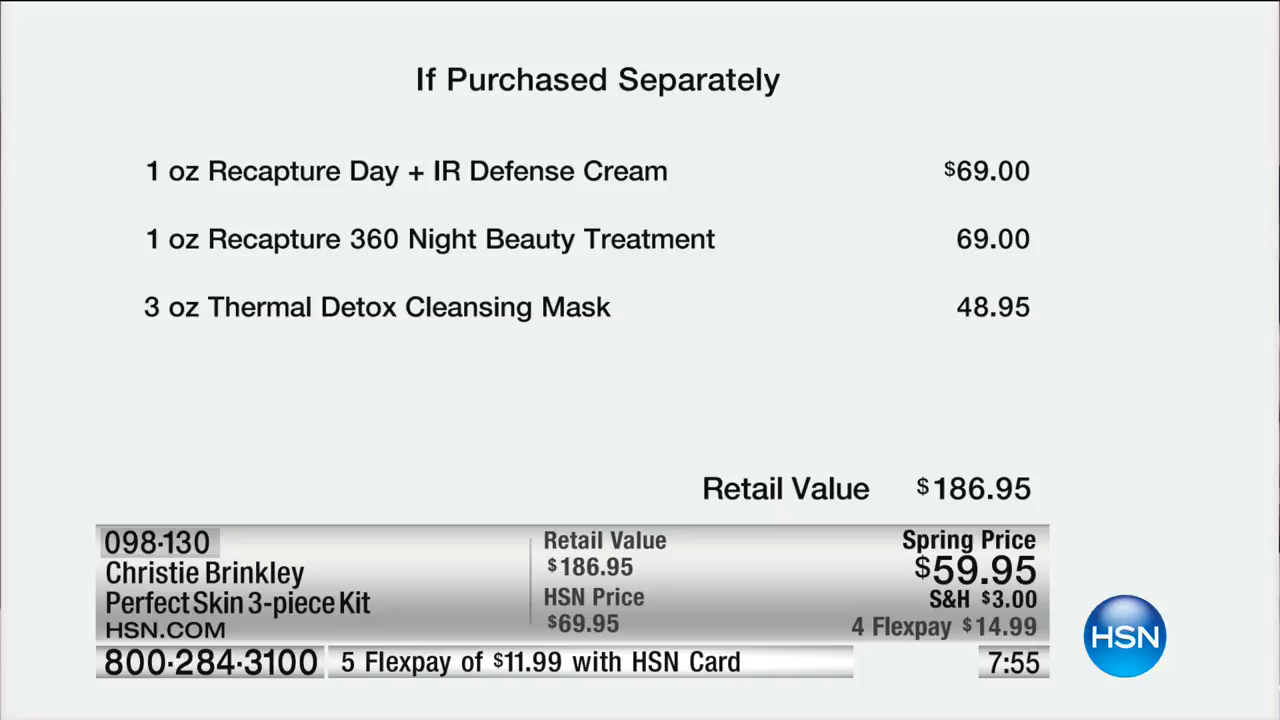 If Purchased Separately
1 oz Recapture Day + IR Defense Cream $69.00
1 oz Recapture 360 Night Beauty Treatment 69.00
3 oz Thermal Detox Cleansing Mask 48.95
Retail Value $186.95
098-130
Christie Brinkley
Perfect Skin 3-piece Kit
HSN.COM
Retail Value
$186.95
HSN Price
$69.95
Spring Price
$59.95
S&H $3.00
4 Flexpay $14.99
HSN
800·284·3100
5 Flexpay of $11.99 with HSN Card
7:55